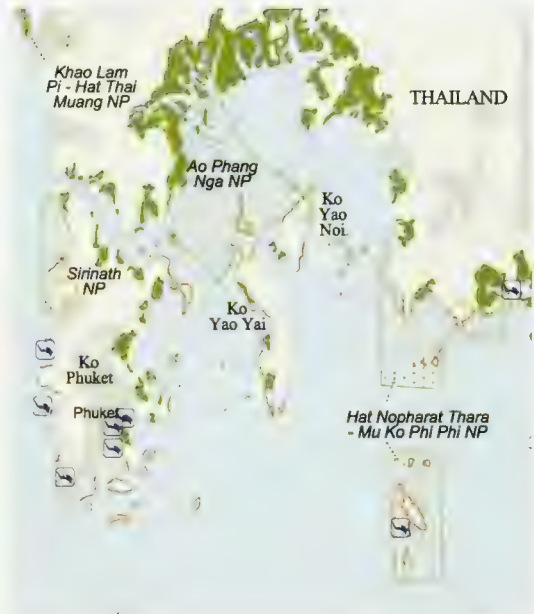 Khao Lam
Pi - Hat Thai
Muang NP
THAILAND
Ao Phang
Nga NP
Ko
Yao
Noi
Sirinath
NP
Ko
Yao Yai
Ko
Phuket
Phuket
Hat Nopharat Thara
- Mu Ko Phi Phi NP